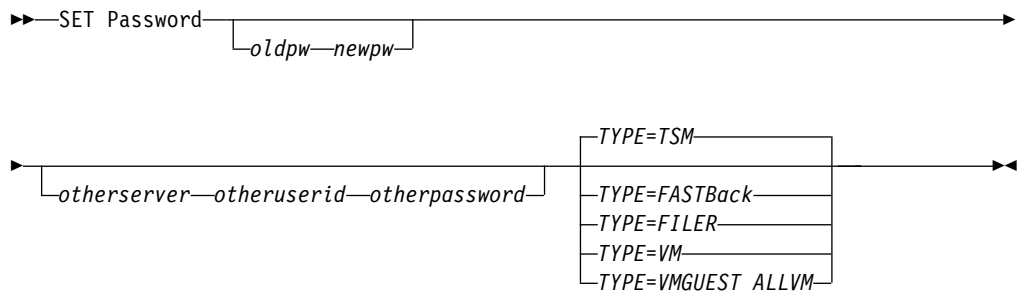 SET Password
oldpw newpw
TYPE=TSM
otherserver otheruserid otherpassword
TYPE=FASTBack
TYPE=FILER
TYPE=VM
TYPE=VMGUEST ALLVM